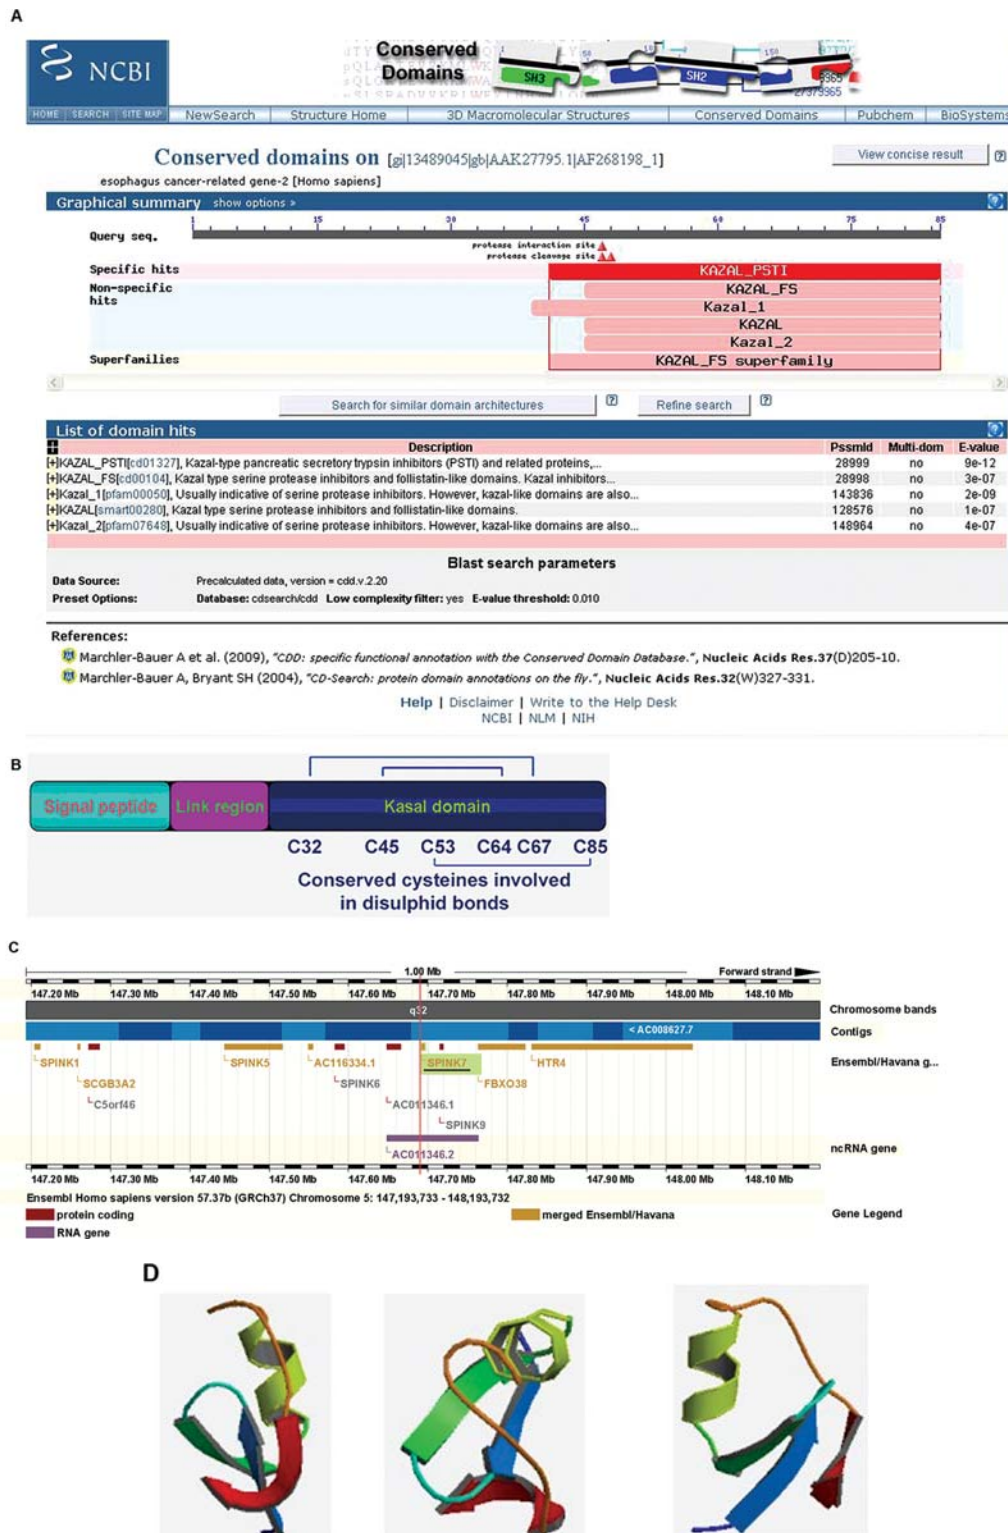 A
NCBI
Conserved Domains
SH3
SH2
HOME SEARCH SITE MAP NewSearch Structure Home 3D Macromolecular Structures Conserved Domains Pubchem BioSystems
Conserved domains on [gi|13489045|gb|AAK27795.1|AF268198_1]
View concise result
esophagus cancer-related gene-2 [Homo sapiens]
Graphical summary show options »
1 15 30 45 60 75 85
Query seq.
protease interaction site
protease cleavage site
Specific hits
KAZAL_PSTI
Non-specific hits
KAZAL_FS
Kazal_1
KAZAL
Kazal_2
Superfamilies
KAZAL_FS superfamily
Search for similar domain architectures
Refine search
List of domain hits
Description PssmId Multi-dom E-value
[+]KAZAL_PSTI[cd01327], Kazal-type pancreatic secretory trypsin inhibitors (PSTI) and related proteins,... 28999 no 9e-12
[+]KAZAL_FS[cd00104], Kazal type serine protease inhibitors and follistatin-like domains. Kazal inhibitors... 28998 no 3e-07
[+]Kazal_1[pfam00050], Usually indicative of serine protease inhibitors. However, kazal-like domains are also... 143836 no 2e-09
[+]KAZAL[smart00280], Kazal type serine protease inhibitors and follistatin-like domains. 128576 no 1e-07
[+]Kazal_2[pfam07648], Usually indicative of serine protease inhibitors. However, kazal-like domains are also... 148964 no 4e-07
Blast search parameters
Data Source: Precalculated data, version = cdd.v.2.20
Preset Options: Database: cdsearch/cdd Low complexity filter: yes E-value threshold: 0.010
References:
Marchler-Bauer A et al. (2009), "CDD: specific functional annotation with the Conserved Domain Database.", Nucleic Acids Res.37(D)205-10.
Marchler-Bauer A, Bryant SH (2004), "CD-Search: protein domain annotations on the fly.", Nucleic Acids Res.32(W)327-331.
Help | Disclaimer | Write to the Help Desk
NCBI | NLM | NIH
B
Signal peptide Link region Kasal domain
C32 C45 C53 C64 C67 C85
Conserved cysteines involved
in disulphid bonds
C
1.00 Mb Forward strand
147.20 Mb 147.30 Mb 147.40 Mb 147.50 Mb 147.60 Mb 147.70 Mb 147.80 Mb 147.90 Mb 148.00 Mb 148.10 Mb
q32 Chromosome bands
< AC008627.7 Contigs
SPINK1 SPINK5 AC116334.1 SPINK7 HTR4 Ensembl/Havana g...
SCGB3A2 SPINK6 FBXO38
C5orf46 AC011346.1
SPINK9
ncRNA gene
AC011346.2
147.20 Mb 147.30 Mb 147.40 Mb 147.50 Mb 147.60 Mb 147.70 Mb 147.80 Mb 147.90 Mb 148.00 Mb 148.10 Mb
Ensembl Homo sapiens version 57.37b (GRCh37) Chromosome 5: 147,193,733 - 148,193,732
protein coding merged Ensembl/Havana Gene Legend
RNA gene
D